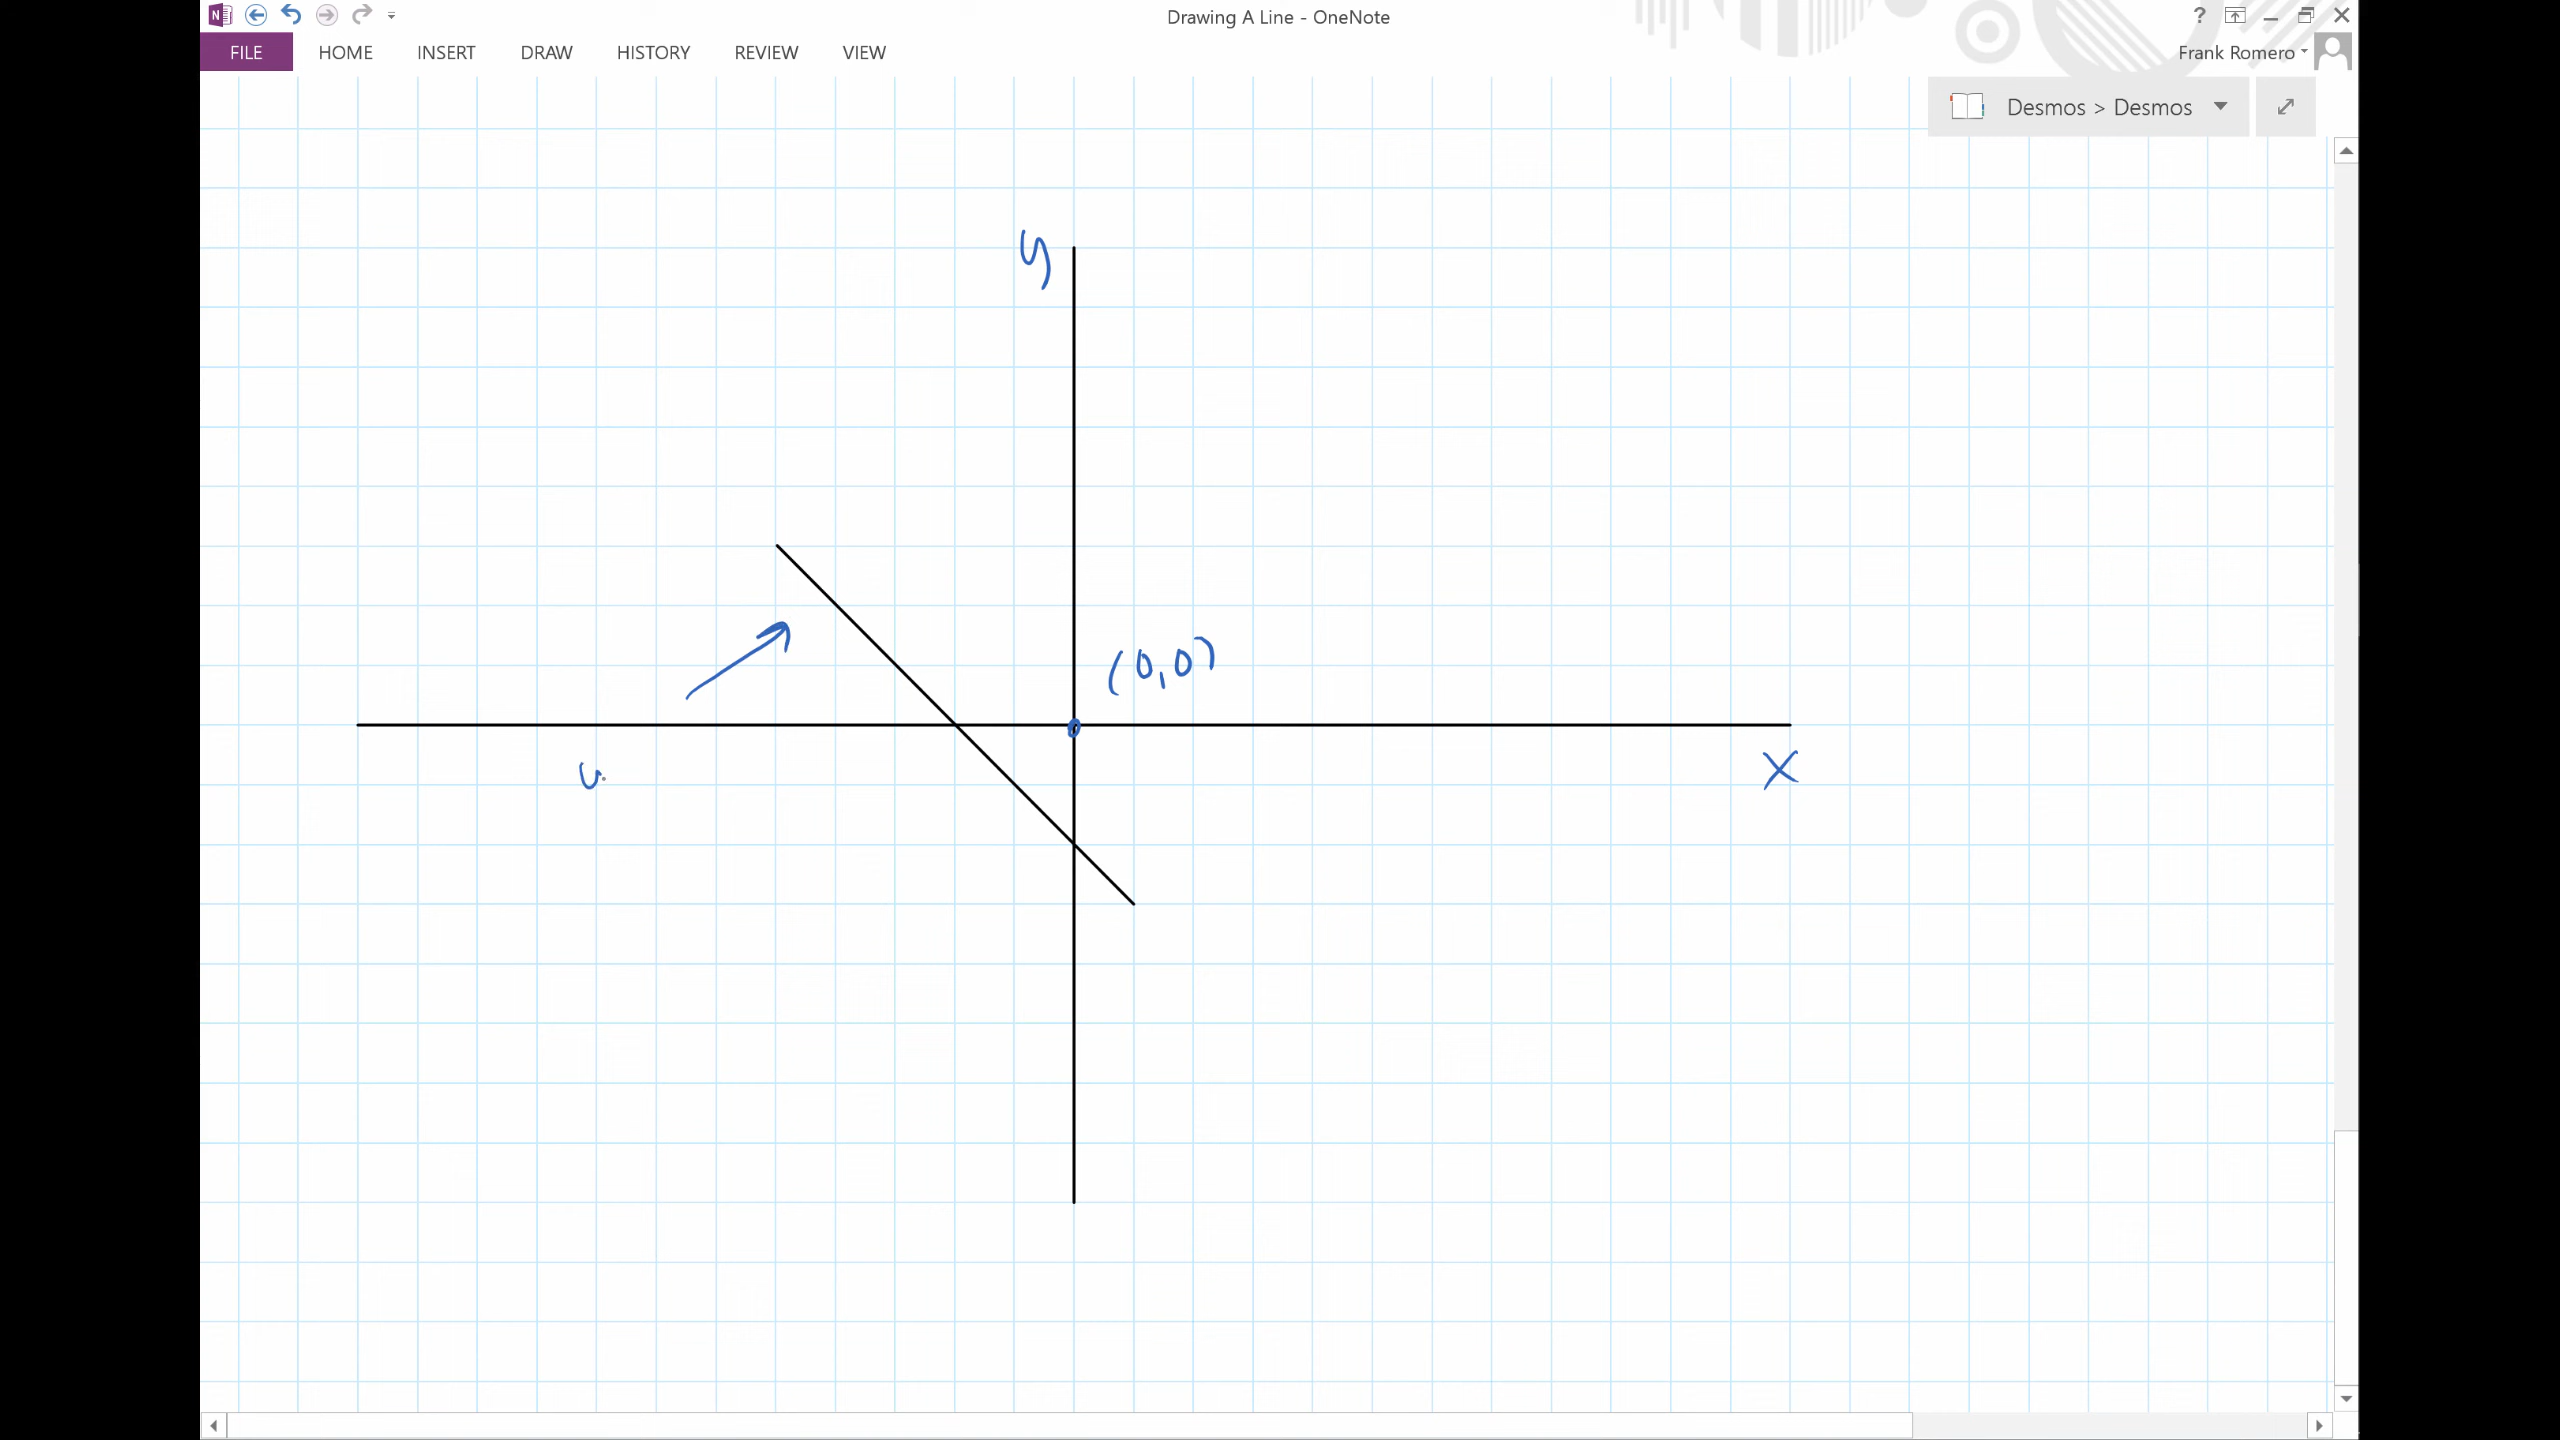 Drawing A Line - OneNote
?
FILE HOME INSERT DRAW HISTORY REVIEW VIEW
Frank Romero
Desmos > Desmos
y
(0,0)
x